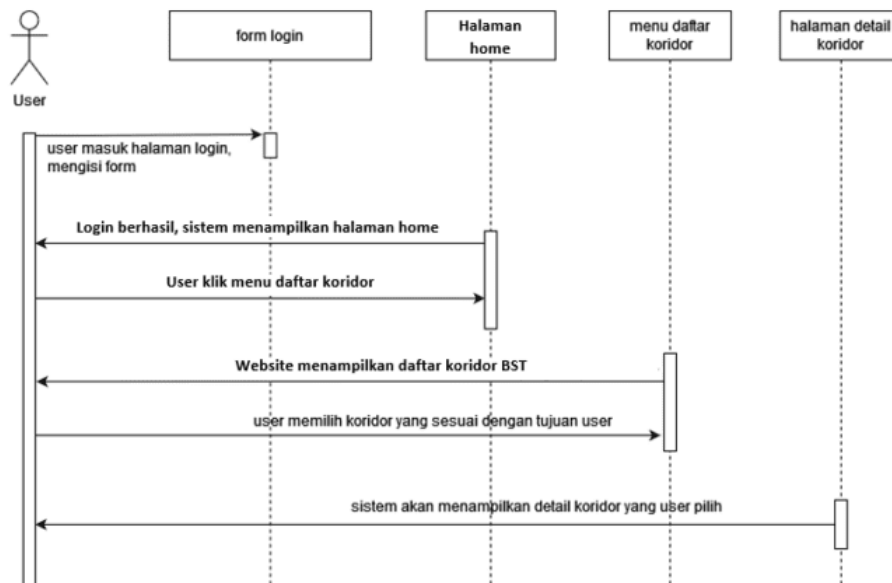 form login
Halaman
home
menu daftar
koridor
halaman detail
koridor
User
user masuk halaman login,
mengisi form
Login berhasil, sistem menampilkan halaman home
User klik menu daftar koridor
Website menampilkan daftar koridor BST
user memilih koridor yang sesuai dengan tujuan user
sistem akan menampilkan detail koridor yang user pilih